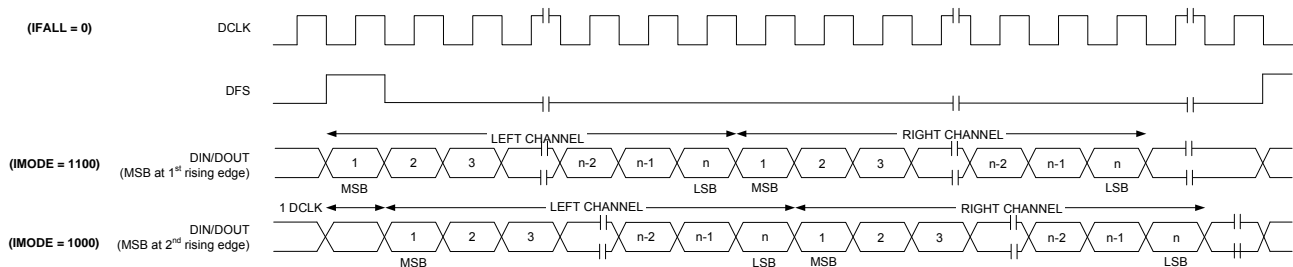 (IFALL = 0) DCLK
DFS
LEFT CHANNEL RIGHT CHANNEL
(IMODE = 1100) DIN/DOUT (MSB at 1st rising edge) 1 2 3 n-2 n-1 n 1 2 3 n-2 n-1 n
MSB LSB MSB LSB
1 DCLK LEFT CHANNEL RIGHT CHANNEL
(IMODE = 1000) DIN/DOUT (MSB at 2nd rising edge) 1 2 3 n-2 n-1 n 1 2 3 n-2 n-1 n
MSB LSB MSB LSB